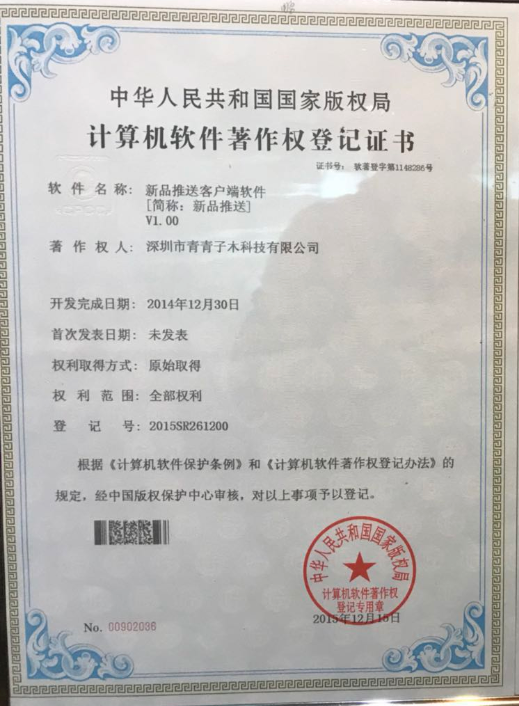 中华人民共和国国家版权局
计算机软件著作权登记证书
证书号： 软著登字第1148286号
软件名称： 新品推送客户端软件
[简称：新品推送]
V1.00
著作权人： 深圳市青青子木科技有限公司
开发完成日期： 2014年12月30日
首次发表日期： 未发表
权利取得方式： 原始取得
权利范围： 全部权利
登记号： 2015SR261200
根据《计算机软件保护条例》和《计算机软件著作权登记办法》的
规定，经中国版权保护中心审核，对以上事项予以登记。
中华人民共和国国家版权局
计算机软件著作权
登记专用章
No. 00902036
2015年12月15日